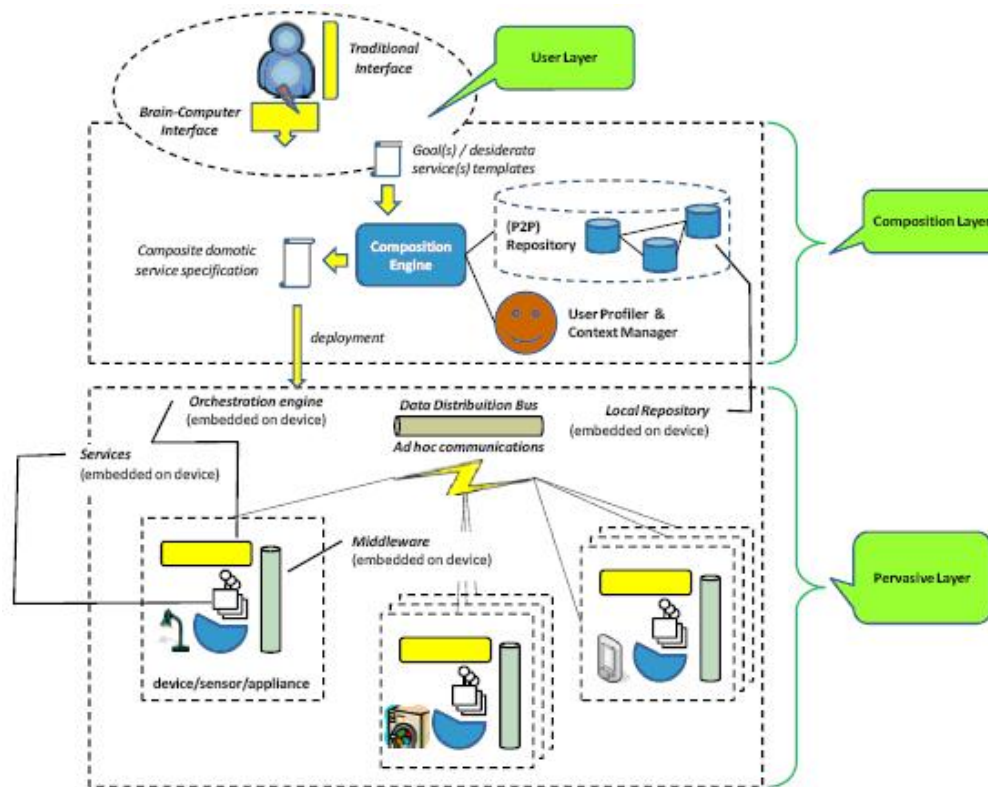 Traditional
Interface
User Layer
Brain-Computer
Interface
Goal(s) / desiderata
service(s) templates
(P2P)
Repository
Composition Layer
Composite domotic
service specification
Composition
Engine
User Profiler &
Context Manager
deployment
Orchestration engine
(embedded on device)
Data Distribuition Bus
Local Repository
(embedded on device)
Ad hoc communications
Services
(embedded on device)
Middleware
(embedded on device)
Pervasive Layer
device/sensor/appliance